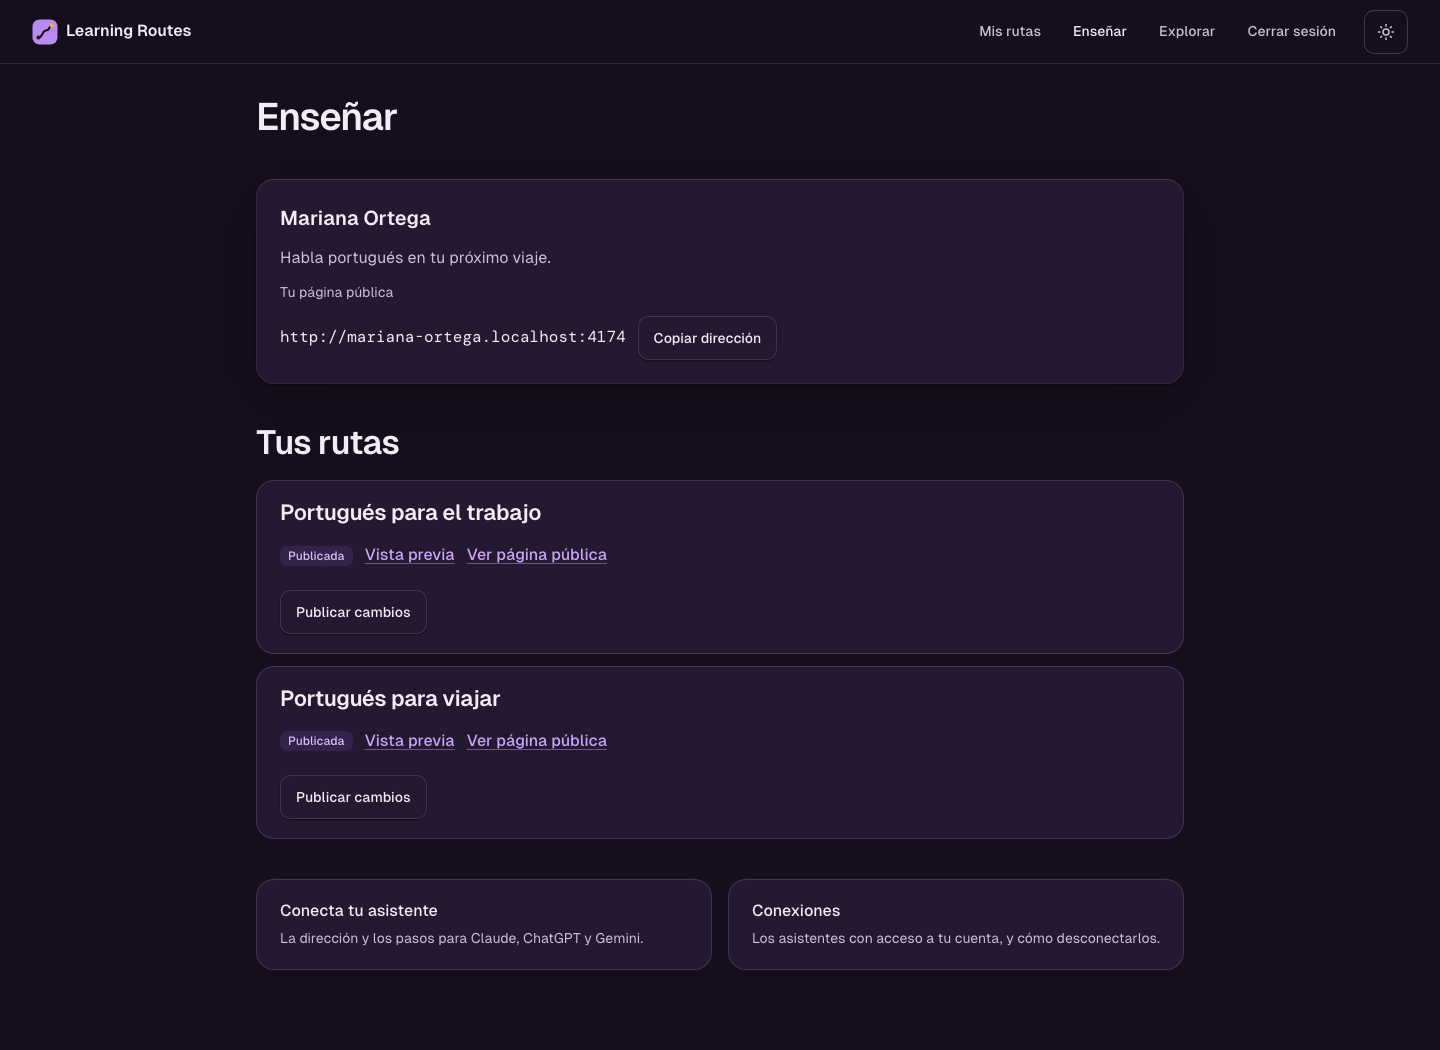 Learning Routes
Mis rutas
Enseñar
Explorar
Cerrar sesión
Enseñar
Mariana Ortega
Habla portugués en tu próximo viaje.
Tu página pública
http://mariana-ortega.localhost:4174
Copiar dirección
Tus rutas
Portugués para el trabajo
Publicada Vista previa Ver página pública
Publicar cambios
Portugués para viajar
Publicada Vista previa Ver página pública
Publicar cambios
Conecta tu asistente
La dirección y los pasos para Claude, ChatGPT y Gemini.
Conexiones
Los asistentes con acceso a tu cuenta, y cómo desconectarlos.